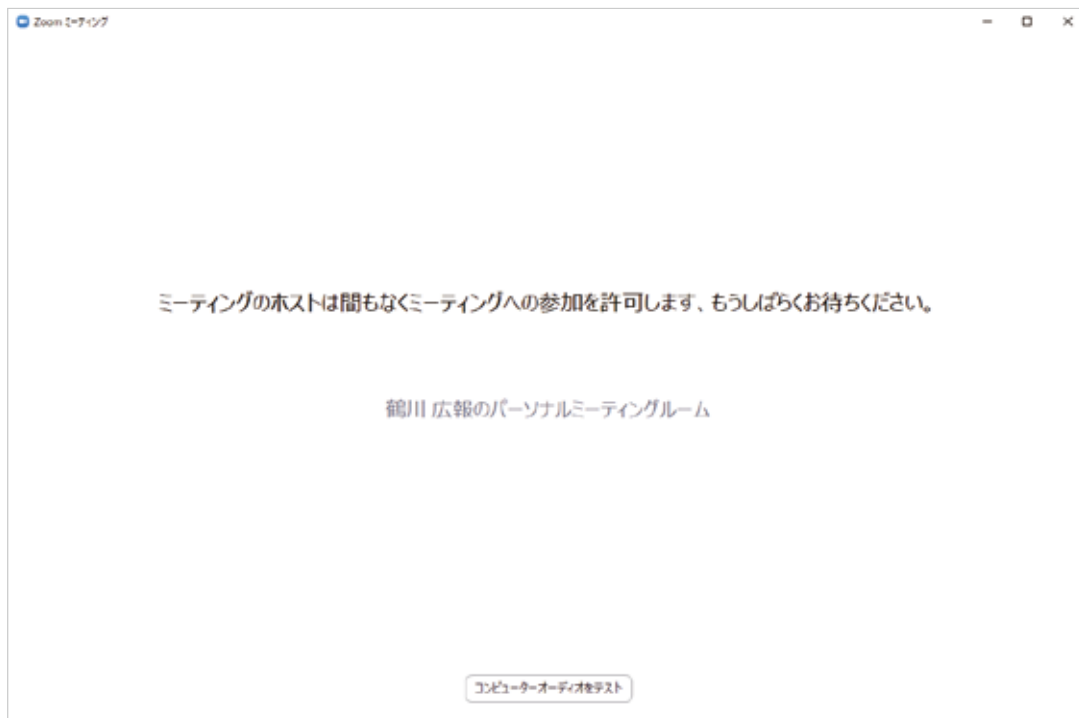 Zoom ミーティング
ミーティングのホストは間もなくミーティングへの参加を許可します、もうしばらくお待ちください。
鶴川 広報のパーソナルミーティングルーム
コンピューターオーディオをテスト